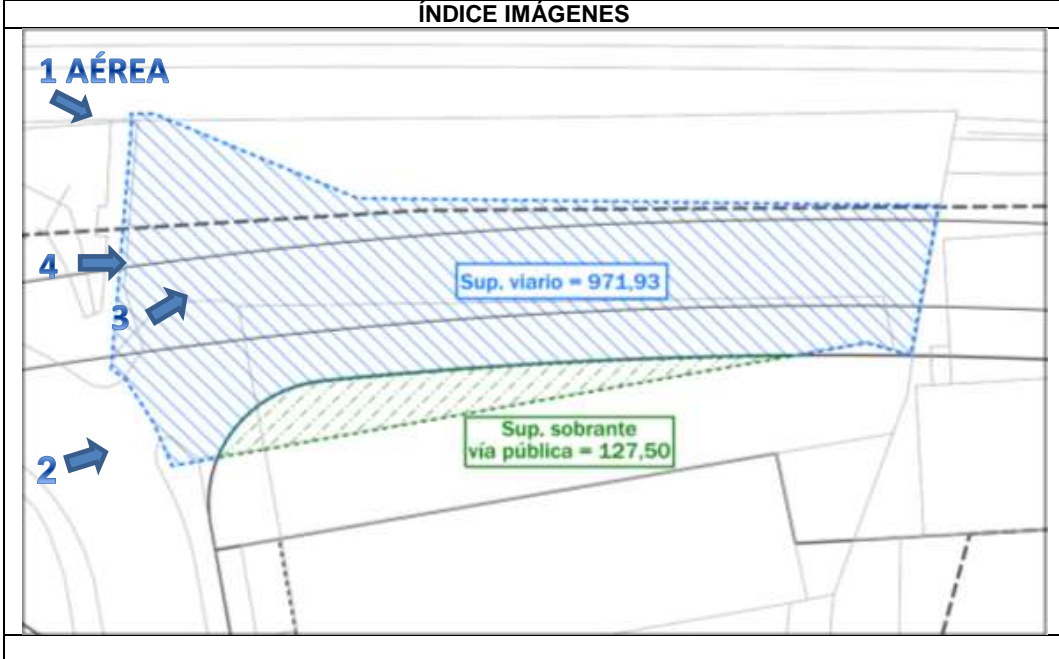 ÍNDICE IMÁGENES
1 AÉREA
4
3
Sup. viario = 971,93
2
Sup. sobrante
vía pública = 127,50